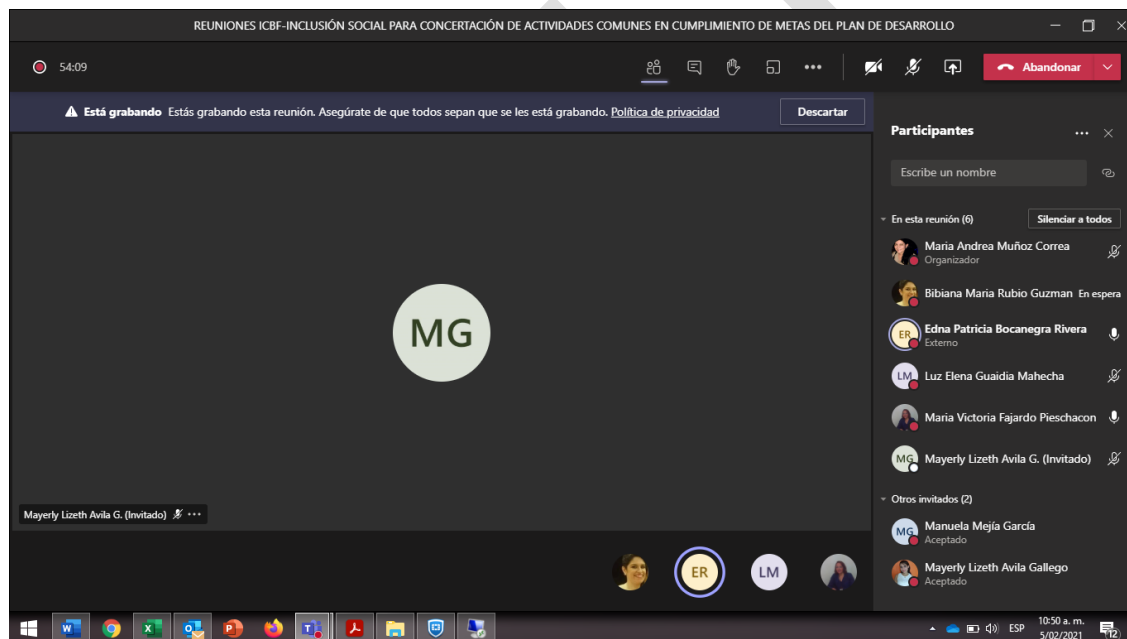 REUNIONES ICBF-INCLUSIÓN SOCIAL PARA CONCERTACIÓN DE ACTIVIDADES COMUNES EN CUMPLIMIENTO DE METAS DEL PLAN DE DESARROLLO
54:09
Abandonar
Está grabando Estás grabando esta reunión. Asegúrate de que todos sepan que se les está grabando. Política de privacidad
Descartar
Participantes
Escribe un nombre
En esta reunión (6)
Silenciar a todos
Maria Andrea Muñoz Correa
Organizador
Bibiana Maria Rubio Guzman En espera
ER
Edna Patricia Bocanegra Rivera
Externo
LM
Luz Elena Guaidia Mahecha
Maria Victoria Fajardo Pieschacon
MG
Mayerly Lizeth Avila G. (Invitado)
Otros invitados (2)
MG
Manuela Mejía García
Aceptado
Mayerly Lizeth Avila Gallego
Aceptado
MG
Mayerly Lizeth Avila G. (Invitado)
ER
LM
ESP
10:50 a. m.
5/02/2021
12